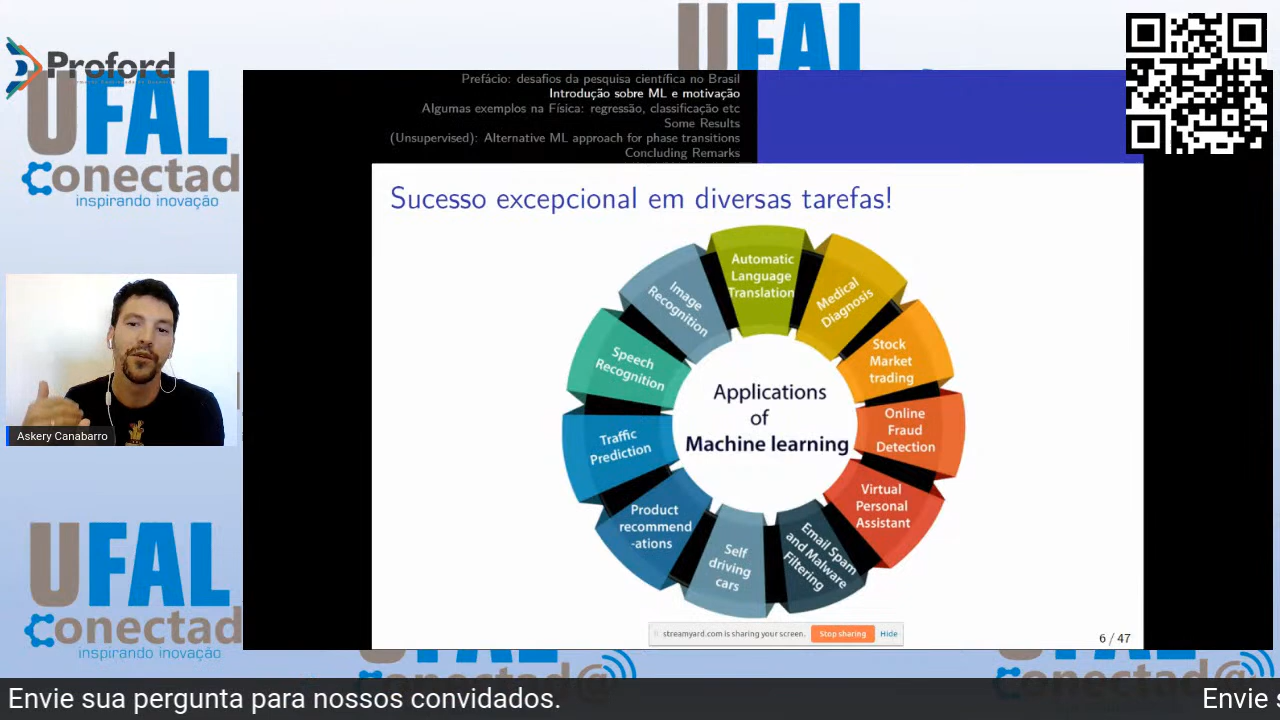 Proford
UFAL
conectad
inspirando inovação
UFAL
Prefácio: desafios da pesquisa científica no Brasil
Introdução sobre ML e motivação
Algumas exemplos na Física: regressão, classificação etc
Some Results
(Unsupervised): Alternative ML approach for phase transitions
Concluding Remarks
Sucesso excepcional em diversas tarefas!
Automatic
Language
Translation
Medical
Diagnosis
Stock
Market
trading
Online
Fraud
Detection
Virtual
Personal
Assistant
Email Spam
and Malware
Filtering
Self
driving
cars
Product
recommend
-ations
Traffic
Prediction
Speech
Recognition
Image
Recognition
Applications
of
Machine learning
Askery Canabarro
UFAL
conectad
inspirando inovação
streamyard.com is sharing your screen. Stop sharing Hide
6 / 47
conectad@
conectad@
Envie sua pergunta para nossos convidados.
Envie s